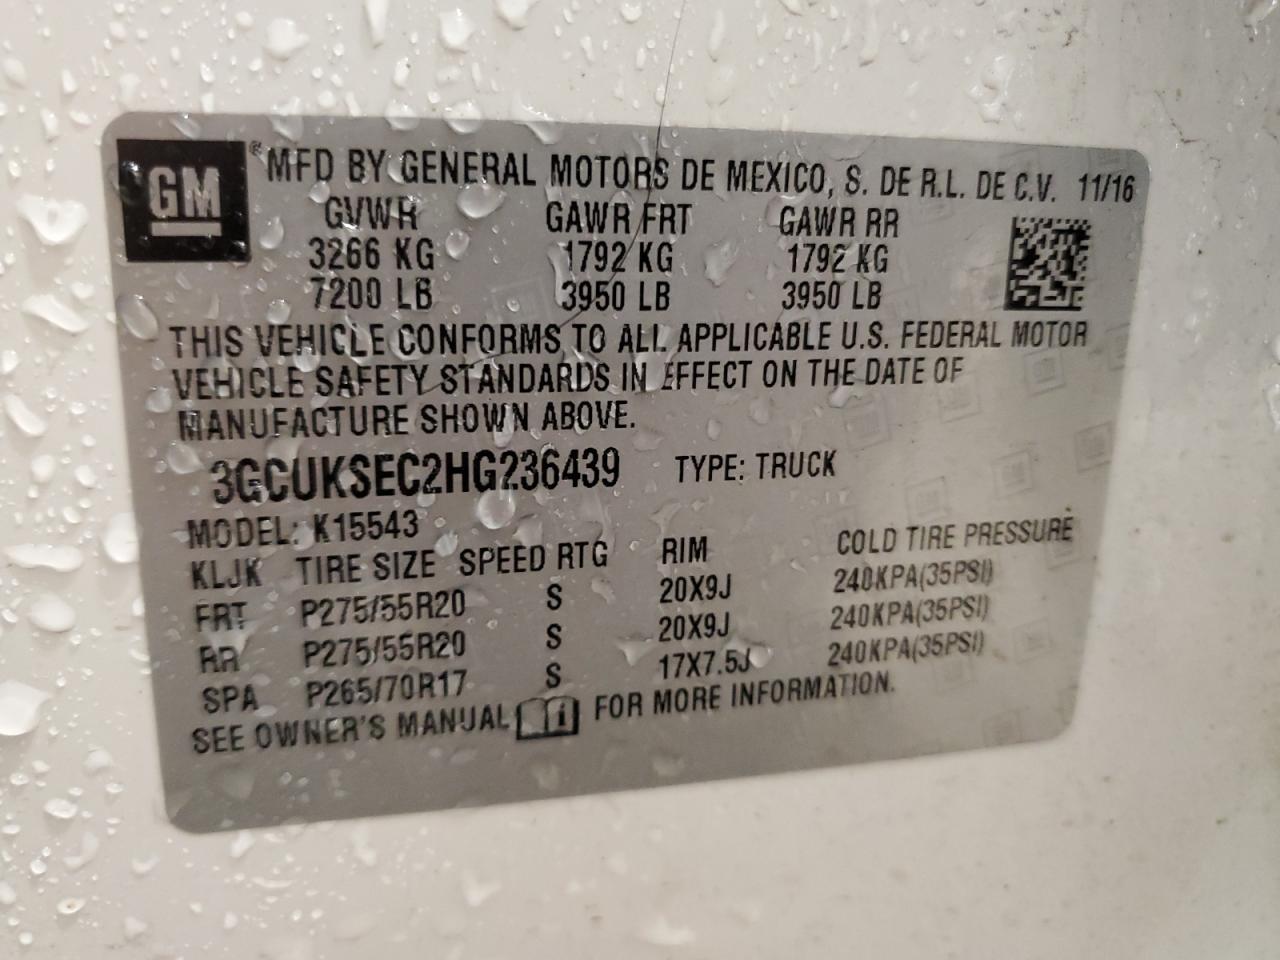 GM ® MFD BY GENERAL MOTORS DE MEXICO, S. DE R.L. DE C.V. 11/16
GVWR GAWR FRT GAWR RR
3266 KG 1792 KG 1792 KG
7200 LB 3950 LB 3950 LB
THIS VEHICLE CONFORMS TO ALL APPLICABLE U.S. FEDERAL MOTOR
VEHICLE SAFETY STANDARDS IN EFFECT ON THE DATE OF
MANUFACTURE SHOWN ABOVE.
3GCUKSEC2HG236439 TYPE: TRUCK
MODEL: K15543
KLJK TIRE SIZE SPEED RTG RIM COLD TIRE PRESSURE
FRT P275/55R20 S 20X9J 240KPA(35PSI)
RR P275/55R20 S 20X9J 240KPA(35PSI)
SPA P265/70R17 S 17X7.5J 240KPA(35PSI)
SEE OWNER'S MANUAL i FOR MORE INFORMATION.